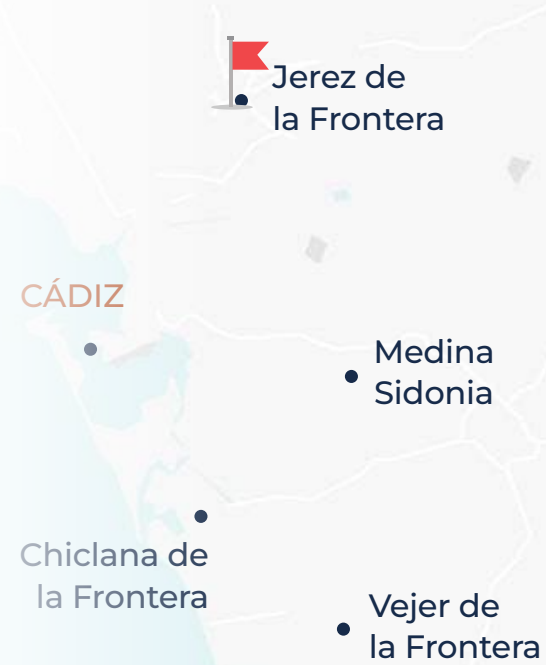 Jerez de
la Frontera
CÁDIZ
Medina
Sidonia
Chiclana de
la Frontera
Vejer de
la Frontera